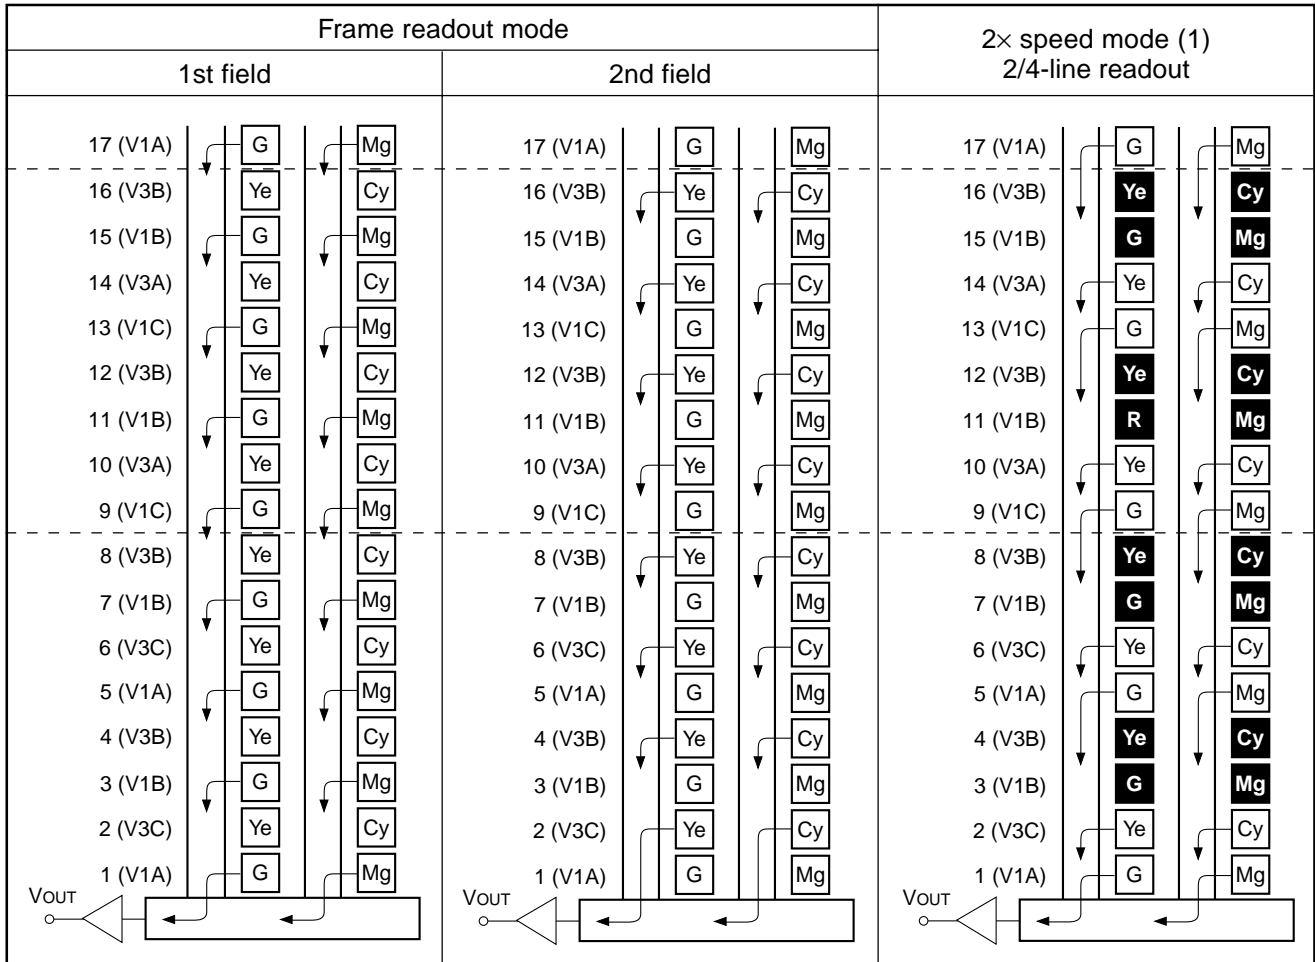 Frame readout mode
2× speed mode (1)
2/4-line readout
1st field
2nd field
17 (V1A) G Mg
16 (V3B) Ye Cy
15 (V1B) G Mg
14 (V3A) Ye Cy
13 (V1C) G Mg
12 (V3B) Ye Cy
11 (V1B) G Mg
10 (V3A) Ye Cy
9 (V1C) G Mg
8 (V3B) Ye Cy
7 (V1B) G Mg
6 (V3C) Ye Cy
5 (V1A) G Mg
4 (V3B) Ye Cy
3 (V1B) G Mg
2 (V3C) Ye Cy
1 (V1A) G Mg
VOUT
17 (V1A) G Mg
16 (V3B) Ye Cy
15 (V1B) G Mg
14 (V3A) Ye Cy
13 (V1C) G Mg
12 (V3B) Ye Cy
11 (V1B) G Mg
10 (V3A) Ye Cy
9 (V1C) G Mg
8 (V3B) Ye Cy
7 (V1B) G Mg
6 (V3C) Ye Cy
5 (V1A) G Mg
4 (V3B) Ye Cy
3 (V1B) G Mg
2 (V3C) Ye Cy
1 (V1A) G Mg
VOUT
17 (V1A) G Mg
16 (V3B) Ye Cy
15 (V1B) G Mg
14 (V3A) Ye Cy
13 (V1C) G Mg
12 (V3B) Ye Cy
11 (V1B) R Mg
10 (V3A) Ye Cy
9 (V1C) G Mg
8 (V3B) Ye Cy
7 (V1B) G Mg
6 (V3C) Ye Cy
5 (V1A) G Mg
4 (V3B) Ye Cy
3 (V1B) G Mg
2 (V3C) Ye Cy
1 (V1A) G Mg
VOUT